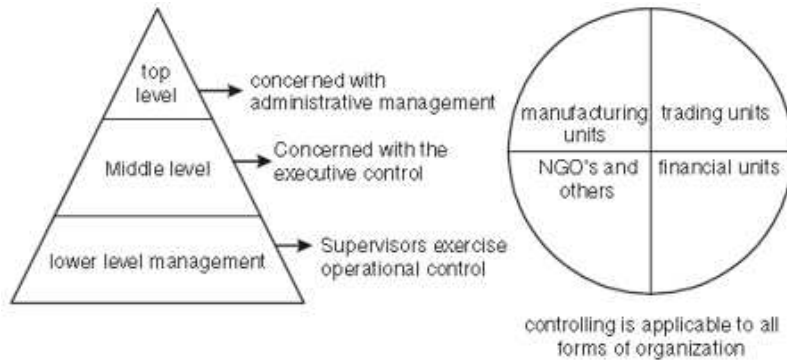 top
level
concerned with
administrative management
Middle level
Concerned with the
executive control
lower level management
Supervisors exercise
operational control
manufacturing
units
trading units
NGO's and
others
financial units
controlling is applicable to all
forms of organization